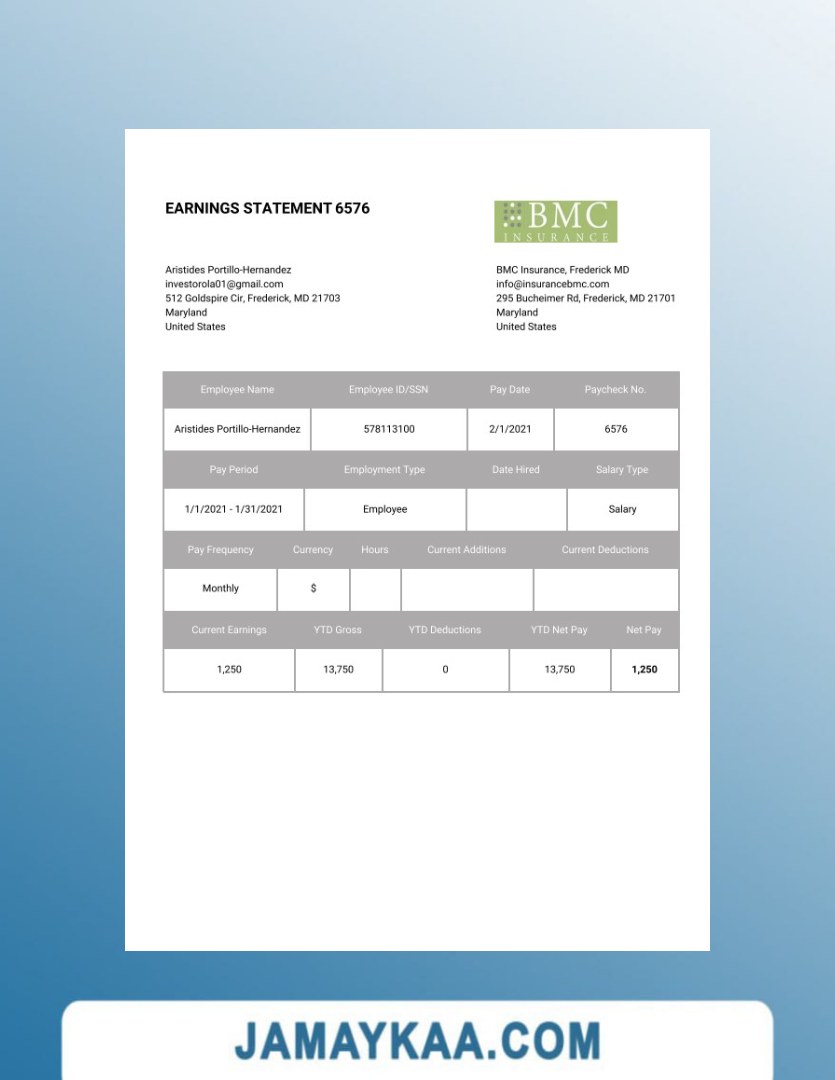 EARNINGS STATEMENT 6576
BMC
INSURANCE
Aristides Portillo-Hernandez
investorola01@gmail.com
512 Goldspire Cir, Frederick, MD 21703
Maryland
United States
BMC Insurance, Frederick MD
info@insurancebmc.com
295 Bucheimer Rd, Frederick, MD 21701
Maryland
United States
Employee Name Employee ID/SSN Pay Date Paycheck No.
Aristides Portillo-Hernandez 578113100 2/1/2021 6576
Pay Period Employment Type Date Hired Salary Type
1/1/2021 - 1/31/2021 Employee Salary
Pay Frequency Currency Hours Current Additions Current Deductions
Monthly $
Current Earnings YTD Gross YTD Deductions YTD Net Pay Net Pay
1,250 13,750 0 13,750 1,250
JAMAYKAA.COM